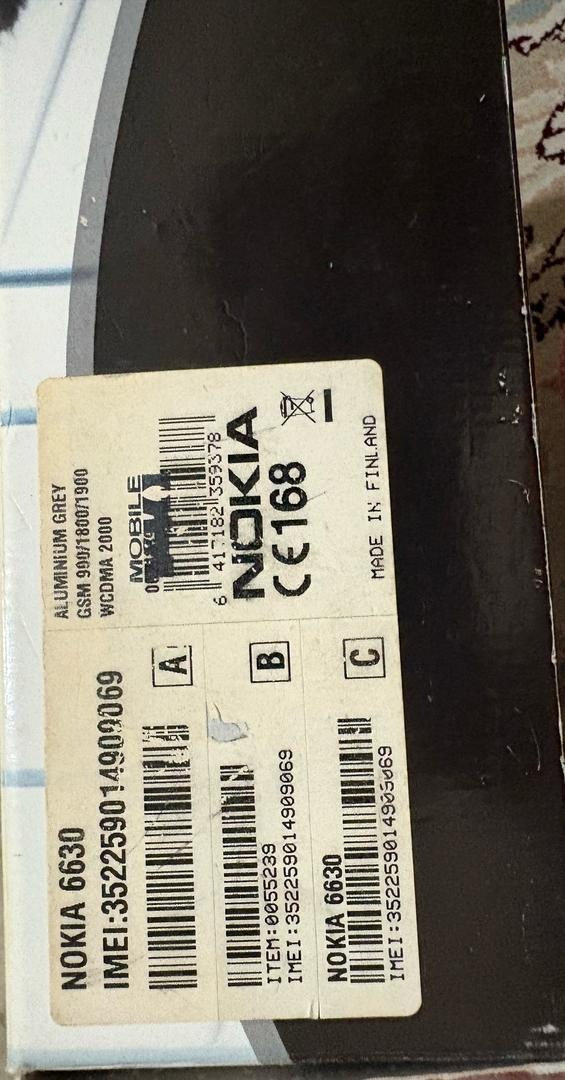 NOKIA 6630
IMEI:352259014909069
A
ITEM:0055239
IMEI:352259014909069
B
NOKIA 6630
IMEI:352259014909069
C
ALUMINIUM GREY
GSM 900/1800/1900
WCDMA 2000
MOBILE
6 417182 359378
NOKIA
CE168
MADE IN FINLAND